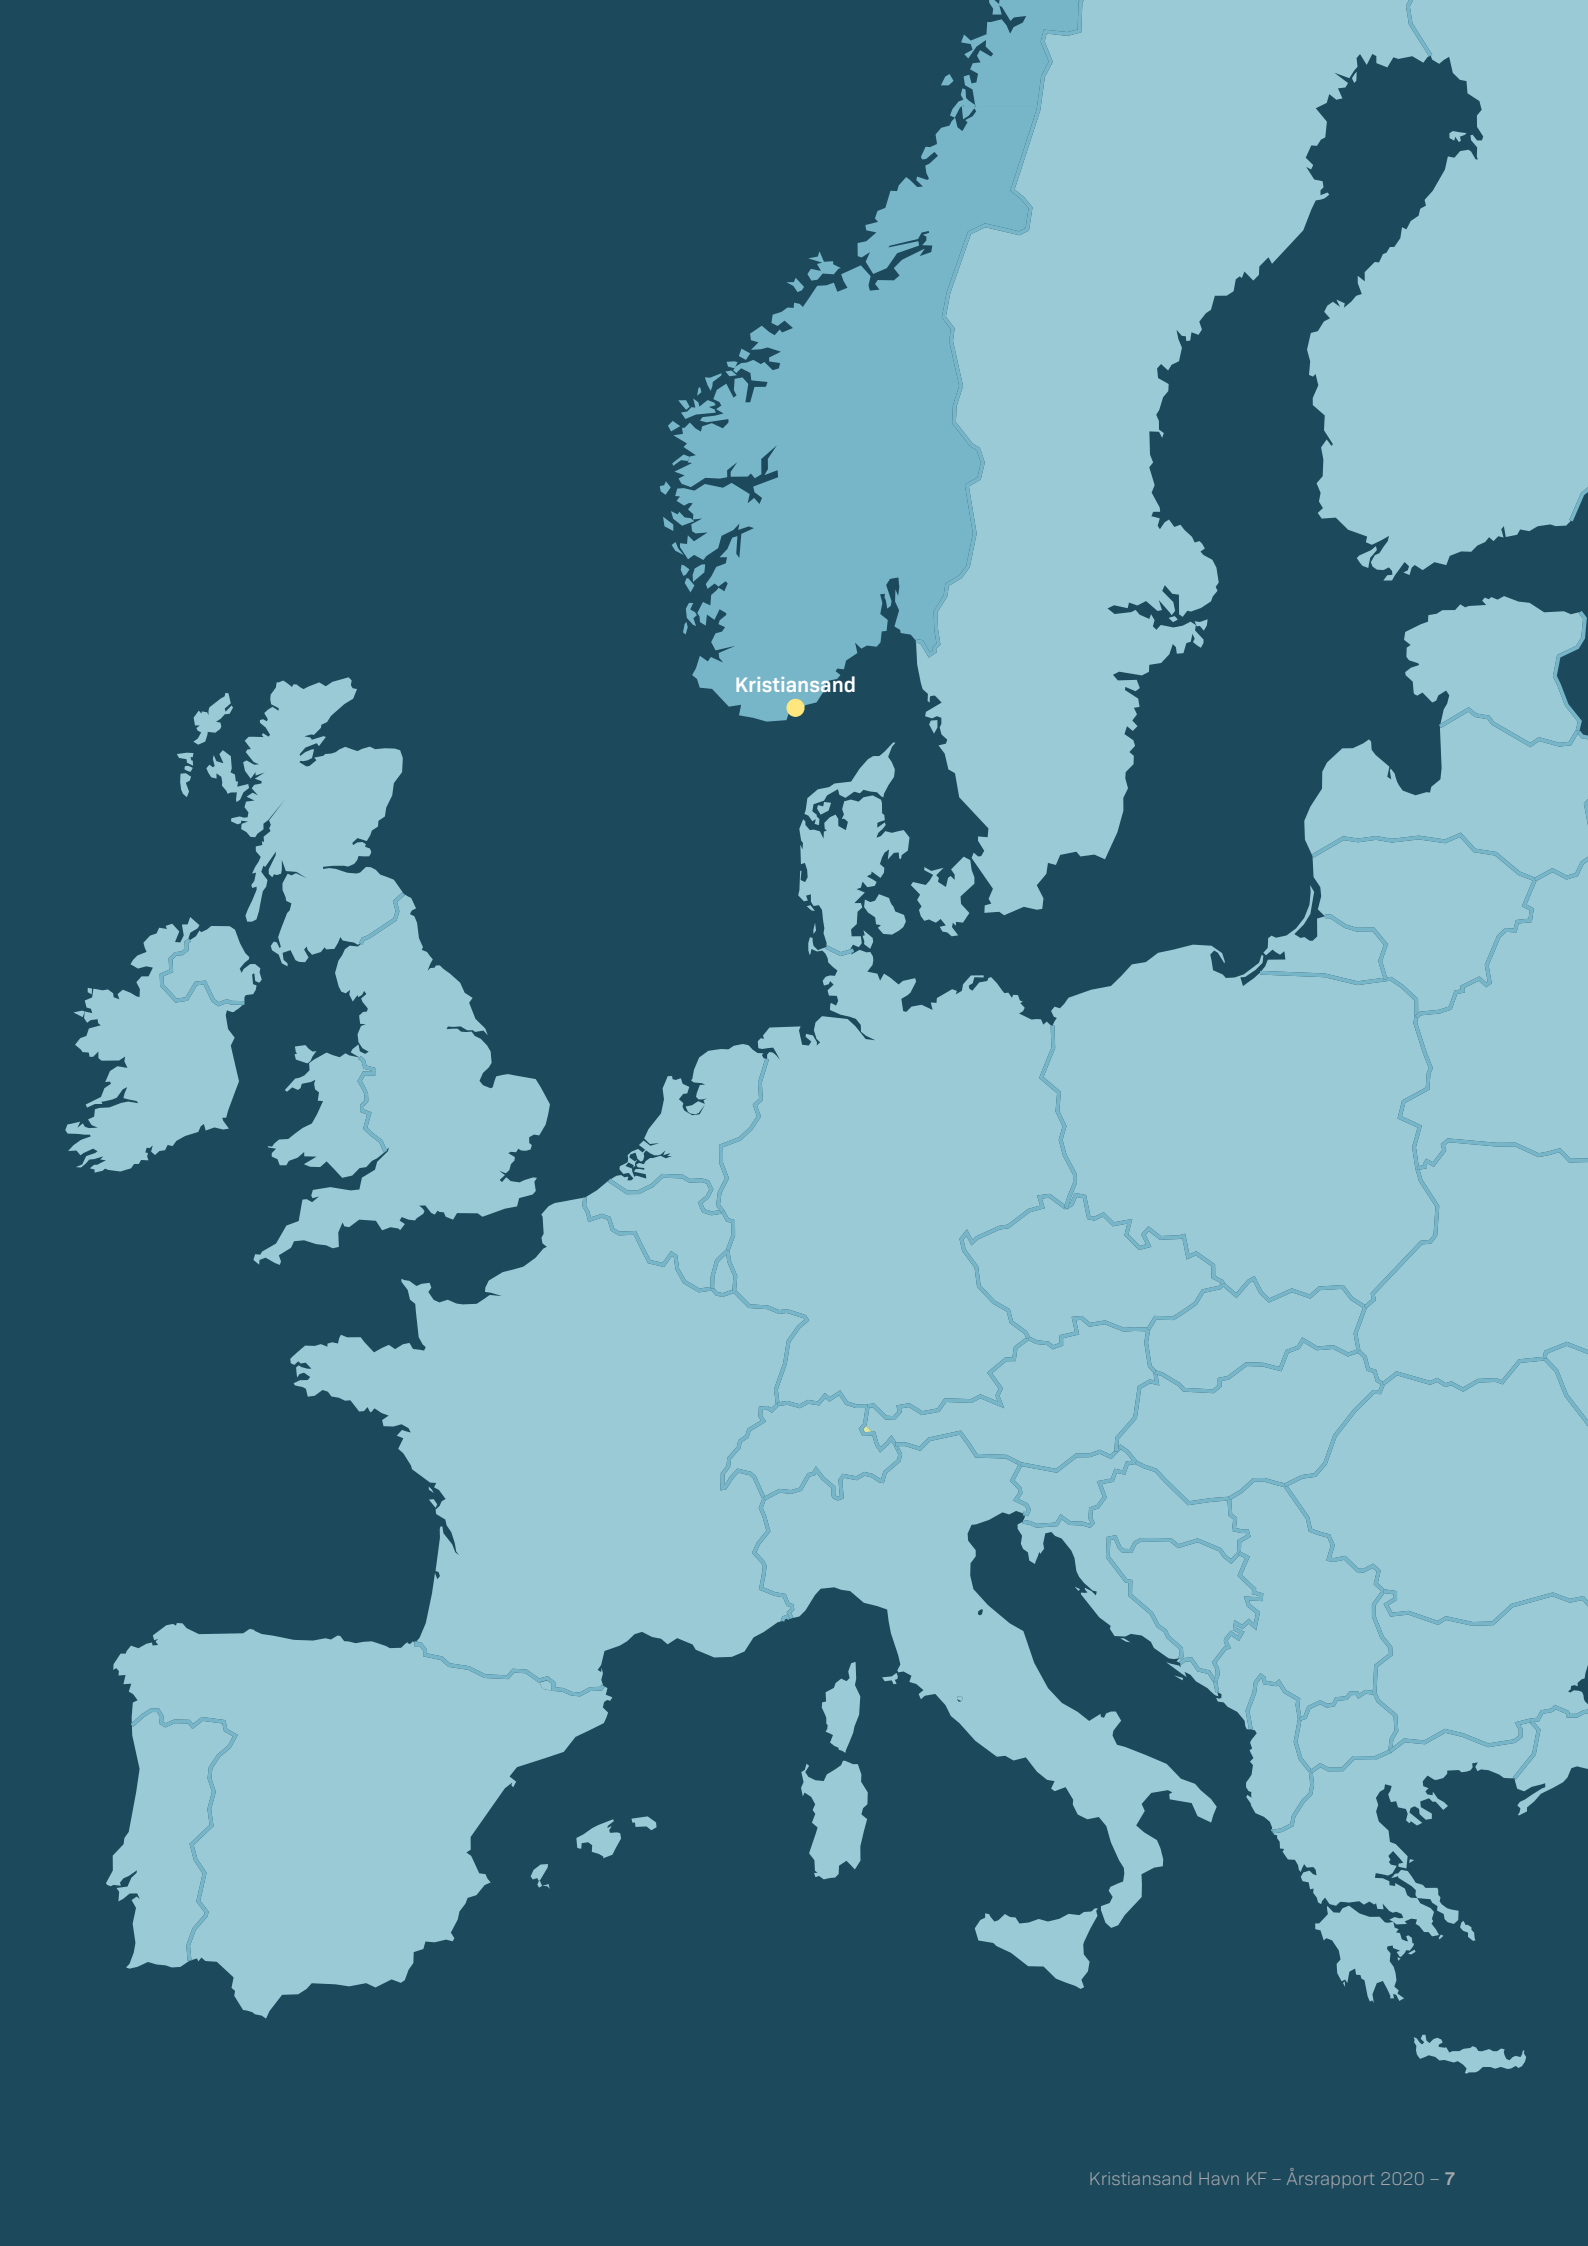 Kristiansand
Kristiansand Havn KF – Årsrapport 2020 – 7